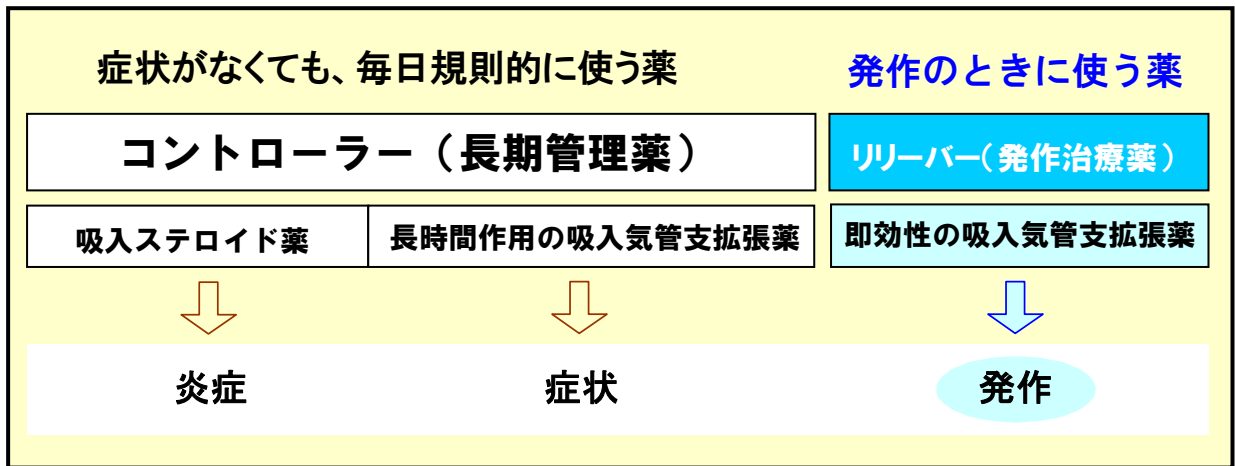 症状がなくても、毎日規則的に使う薬
発作のときに使う薬
コントローラー（長期管理薬）
リリーバー（発作治療薬）
吸入ステロイド薬
長時間作用の吸入気管支拡張薬
即効性の吸入気管支拡張薬
炎症
症状
発作